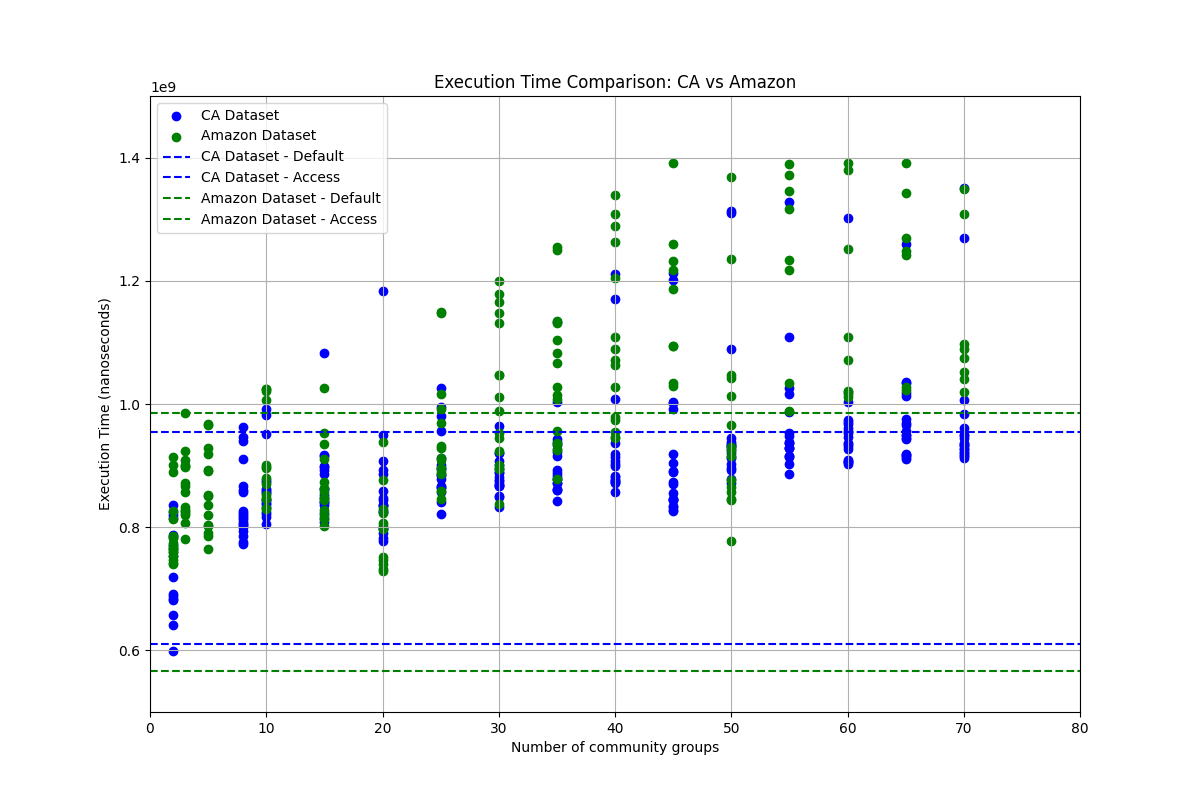 Execution Time Comparison: CA vs Amazon
1e9
CA Dataset
Amazon Dataset
CA Dataset - Default
CA Dataset - Access
Amazon Dataset - Default
Amazon Dataset - Access
1.4
1.2
1.0
0.8
0.6
Execution Time (nanoseconds)
0 10 20 30 40 50 60 70 80
Number of community groups